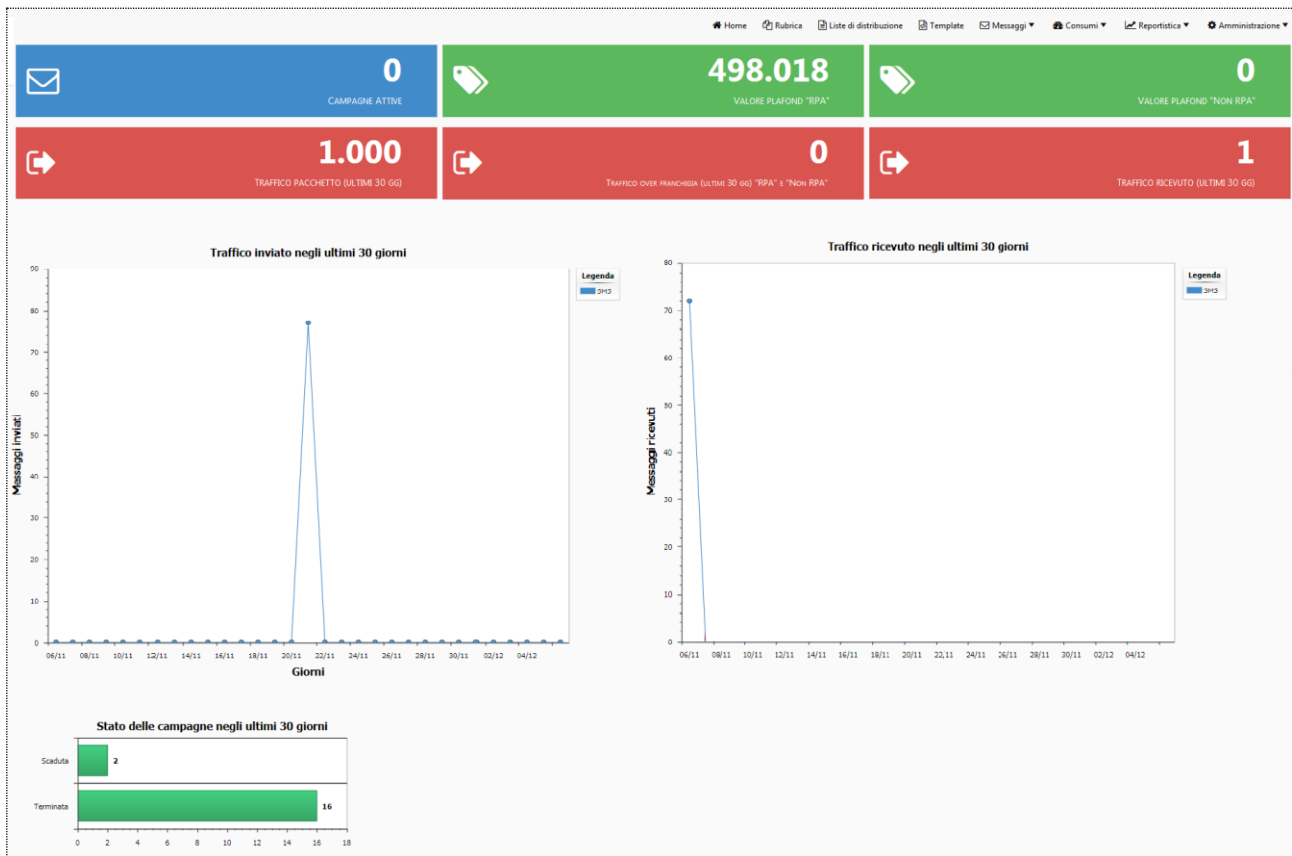 Home Rubrica Liste di distribuzione Template Messaggi Consumi Reportistica Amministrazione
0
CAMPAGNE ATTIVE
498.018
VALORE PLAFOND "RPA"
0
VALORE PLAFOND "NON RPA"
1.000
TRAFFICO PACCHETTO (ULTIMI 30 GG)
0
TRAFFICO OVER FRANCHIGIA (ULTIMI 30 GG) "RPA" E "NON RPA"
1
TRAFFICO RICEVUTO (ULTIMI 30 GG)
Traffico inviato negli ultimi 30 giorni
Legenda
SMS
Messaggi inviati
90
80
70
60
50
40
30
20
10
0
06/11 08/11 10/11 12/11 14/11 16/11 18/11 20/11 22/11 24/11 26/11 28/11 30/11 02/12 04/12
Giorni
Traffico ricevuto negli ultimi 30 giorni
Legenda
SMS
Messaggi ricevuti
80
70
60
50
40
30
20
10
0
06/11 08/11 10/11 12/11 14/11 16/11 18/11 20/11 22/11 24/11 26/11 28/11 30/11 02/12 04/12
Stato delle campagne negli ultimi 30 giorni
Scaduta 2
Terminata 16
0 2 4 6 8 10 12 14 16 18